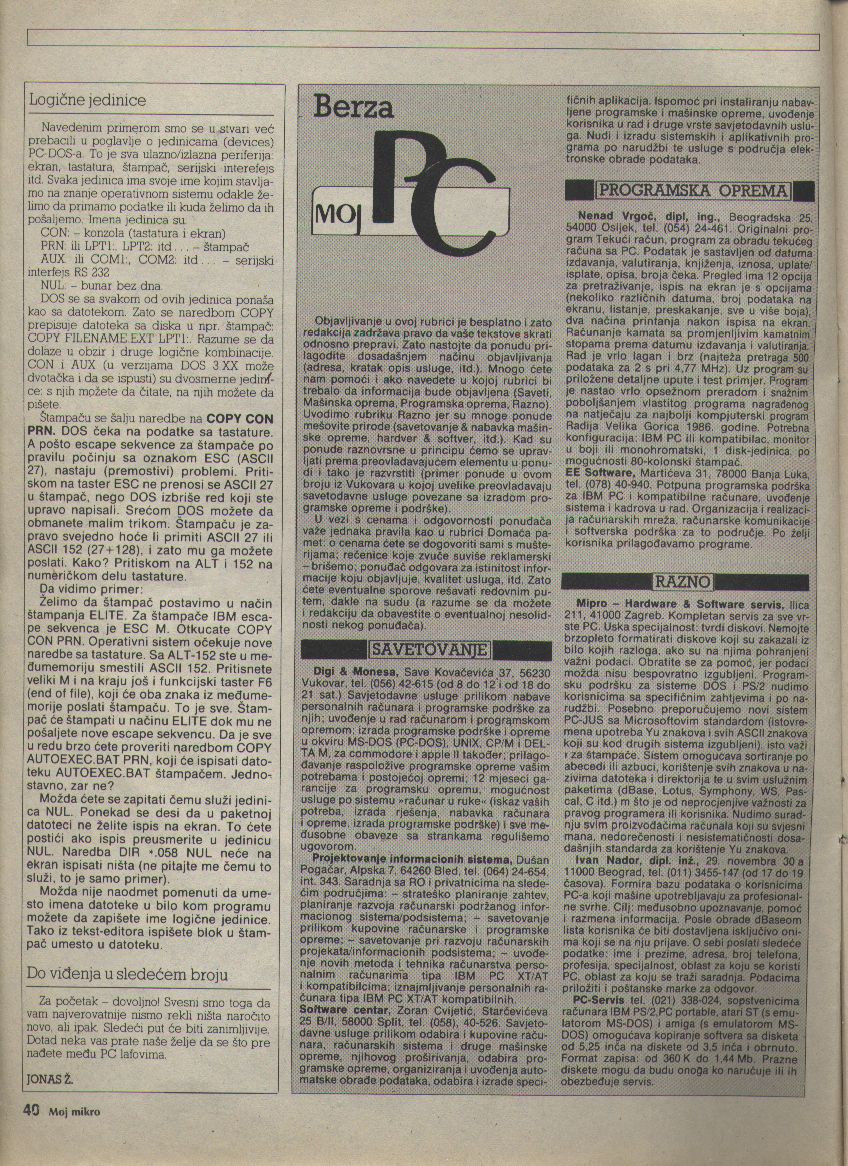 Logične jedinice
Navedenim primerom smo se u stvari već
prebacili u poglavlje o jedinicama (devices)
PC-DOS-a. To je sva ulazno/izlazna periferija:
ekran, tastatura, štampač, serijski interefejs
itd. Svaka jedinica ima svoje ime kojim stavlja-
mo na znanje operativnom sistemu odakle že-
limo da primamo podatke ili kuda želimo da ih
pošaljemo. Imena jedinica su:
CON: – konzola (tastatura i ekran)
PRN: ili LPT1:, LPT2: itd . . . – štampač
AUX: ili COM1:, COM2: itd . . . – serijski
interfejs RS 232
NUL: – bunar bez dna.
DOS se sa svakom od ovih jedinica ponaša
kao sa datotekom. Zato se naredbom COPY
prepisuje datoteka sa diska u npr. štampač:
COPY FILENAME.EXT LPT1:. Razume se da
dolaze u obzir i druge logične kombinacije.
CON i AUX (u verzijama DOS 3.XX može
dvotačka i da se ispusti) su dvosmerne jedini-
ce: s njih možete da čitate, na njih možete da
pišete.
Štampaču se šalju naredbe na COPY CON
PRN. DOS čeka na podatke sa tastature.
A pošto escape sekvence za štampače po
pravilu počinju sa oznakom ESC (ASCII
27), nastaju (premostivi) problemi. Priti-
skom na taster ESC ne prenosi se ASCII 27
u štampač, nego DOS izbriše red koji ste
upravo napisali. Srećom DOS možete da
obmanete malim trikom. Štampaču je za-
pravo svejedno hoće li primiti ASCII 27 ili
ASCII 152 (27+128), i zato mu ga možete
poslati. Kako? Pritiskom na ALT i 152 na
numeričkom delu tastature.
Da vidimo primer:
Želimo da štampač postavimo u način
štampanja ELITE. Za štampače IBM esca-
pe sekvenca je ESC M. Otkucate COPY
CON PRN. Operativni sistem očekuje nove
naredbe sa tastature. Sa ALT-152 ste u me-
đumemoriju smestili ASCII 152. Pritisnete
veliki M i na kraju još i funkcijski taster F6
(end of file), koji će oba znaka iz međume-
morije poslati štampaču. To je sve. Štam-
pač će štampati u načinu ELITE dok mu ne
pošaljete nove escape sekvencu. Da je sve
u redu brzo ćete proveriti naredbom COPY
AUTOEXEC.BAT PRN, koji će ispisati dato-
teku AUTOEXEC.BAT štampačem. Jedno-
stavno, zar ne?
Možda ćete se zapitati čemu služi jedini-
ca NUL. Ponekad se desi da u paketnoj
datoteci ne želite ispis na ekran. To ćete
postići ako ispis preusmerite u jedinicu
NUL. Naredba DIR *.058 NUL neće na
ekran ispisati ništa (ne pitajte me čemu to
služi, to je samo primer).
Možda nije naodmet pomenuti da ume-
sto imena datoteke u bilo kom programu
možete da zapišete ime logične jedinice.
Tako iz tekst-editora ispišete blok u štam-
pač umesto u datoteku.
Do viđenja u sledećem broju
Za početak – dovoljno! Svesni smo toga da
vam najverovatnije nismo rekli ništa naročito
novo, ali ipak. Sledeći put će biti zanimljivije.
Dotad neka vas prate naše želje da se što pre
nađete među PC lafovima.
JONAS Ž.
Berza
MOJ PC
Objavljivanje u ovoj rubrici je besplatno i zato
redakcija zadržava pravo da vaše tekstove skrati
odnosno prepravi. Zato nastojte da ponudu pri-
lagodite dosadašnjem načinu objavljivanja
(adresa, kratak opis usluge, itd.). Mnogo ćete
nam pomoći i ako navedete u kojoj rubrici bi
trebalo da informacija bude objavljena (Saveti,
Mašinska oprema, Programska oprema, Razno).
Uvodimo rubriku Razno jer su mnoge ponude
mešovite prirode (savetovanje & nabavka mašin-
ske opreme, hardver & softver, itd.). Kad su
ponude raznovrsne u principu ćemo se uprav-
ljati prema preovlađavajućem elementu u ponu-
di i tako je razvrstiti (primer ponude u ovom
broju iz Vukovara u kojoj uvelike preovladavaju
savetodavne usluge povezane sa izradom pro-
gramske opreme i podrške).
U vezi s cenama i odgovornosti ponuđača
važe jednaka pravila kao u rubrici Domaća pa-
met: o cenama ćete se dogovoriti sami s mušte-
rijama; rečenice koje zvuče suviše reklamerski
– brišemo; ponuđač odgovara za istinitost infor-
macije koju objavljuje, kvalitet usluga, itd. Zato
ćete eventualne sporove rešavati redovnim pu-
tem, dakle na sudu (a razume se da možete
i redakciju da obavestite o eventualnoj nesolid-
nosti nekog ponuđača).
SAVETOVANJE
Digi & Monesa, Save Kovačevića 37, 56230
Vukovar, tel. (056) 42-615 (od 8 do 12 i od 18 do
21 sat.) Savjetodavne usluge prilikom nabave
personalnih računara i programske podrške za
njih; uvođenje u rad računarom i programskom
opremom; izrada programske podrške i opreme
u okviru MS-DOS (PC-DOS), UNIX, CP/M i DEL-
TA M, za commodore i apple II također; prilago-
đavanje raspoložive programske opreme vašim
potrebama i postojećoj opremi; 12 mjeseci ga-
rancije za programsku opremu, mogućnost
usluge po sistemu »računar u ruke« (iskaz vaših
potreba, izrada rješenja, nabavka računara
i opreme, izrada programske podrške) i sve me-
đusobne obaveze sa strankama regulišemo
ugovorom.
Projektovanje informacionih sistema, Dušan
Pogačar, Alpska 7, 64260 Bled, tel. (064) 24-654,
int. 343. Saradnja sa RO i privatnicima na slede-
ćim područjima: – strateško planiranje zahtev,
planiranje razvoja računarski podržanog infor-
macionog sistema/podsistema; – savetovanje
prilikom kupovine računarske i programske
opreme; – savetovanje pri razvoju računarskih
projekata/informacionih podsistema; – uvođe-
nje novih metoda i tehnika računarstva perso-
nalnim računarima tipa IBM PC XT/AT
i kompatibilcima; iznajmljivanje personalnih ra-
čunara tipa IBM PC XT/AT kompatibilnih.
Software centar, Zoran Cvijetić, Starčevićeva
25 B/II, 58000 Split, tel. (058), 40-526. Savjeto-
davne usluge prilikom odabira i kupovine raču-
nara, računarskih sistema i druge mašinske
opreme, njihovog proširivanja, odabira pro-
gramske opreme, organiziranja i uvođenja auto-
matske obrade podataka, odabira i izrade speci-
fičnih aplikacija. Ispomoć pri instaliranju nabav-
ljene programske i mašinske opreme, uvođenje
korisnika u rad i druge vrste savjetodavnih uslu-
ga. Nudi i izradu sistemskih i aplikativnih pro-
grama po narudžbi te usluge s područja elek-
tronske obrade podataka.
PROGRAMSKA OPREMA
Nenad Vrgoč, dipl, ing., Beogradska 25,
54000 Osijek, tel. (054) 24-461. Originalni pro-
gram Tekući račun, program za obradu tekućeg
računa sa PC. Podatak je sastavljen od datuma
izdavanja, valutiranja, knjiženja, iznosa, uplate/
isplate, opisa, broja čeka. Pregled ima 12 opcija
za pretraživanje, ispis na ekran je s opcijama
(nekoliko različnih datuma, broj podataka na
ekranu, listanje, preskakanje, sve u više boja),
dva načina printanja nakon ispisa na ekran.
Računanje kamata sa promjenljivim kamatnim
stopama prema datumu izdavanja i valutiranja.
Rad je vrlo lagan i brz (najteža pretraga 500
podataka za 2 s pri 4,77 MHz). Uz program su
priložene detaljne upute i test primjer. Program
je nastao vrlo opsežnom preradom i snažnim
poboljšanjem vlastitog programa nagrađenog
na natječaju za najbolji kompjuterski program
Radija Velika Gorica 1986. godine. Potrebna
konfiguracija: IBM PC ili kompatibilac, monitor
u boji ili monohromatski, 1 disk-jedinica, po
mogućnosti 80-kolonski štampač.
EE Software, Martićeva 31, 78000 Banja Luka,
tel. (078) 40-940. Potpuna programska podrška
za IBM PC i kompatibilne računare, uvođenje
sistema i kadrova u rad. Organizacija i realizaci-
ja računarskih mreža, računarske komunikacije
i softverska podrška za to područje. Po želji
korisnika prilagođavamo programe.
RAZNO
Mipro – Hardware & Software servis, Ilica
211, 41000 Zagreb. Kompletan servis za sve vr-
ste PC. Uska specijalnost: tvrdi diskovi. Nemojte
brzopleto formatirati diskove koji su zakazali iz
bilo kojih razloga, ako su na njima pohranjeni
važni podaci. Obratite se za pomoć, jer podaci
možda nisu bespovratno izgubljeni. Program-
sku podršku za sisteme DOS i PS/2 nudimo
korisnicima sa specifičnim zahtjevima i po na-
rudžbi. Posebno preporučujemo novi sistem
PC-JUS sa Microsoftovim standardom (istovre-
mena upotreba Yu znakova i svih ASCII znakova
koji su kod drugih sistema izgubljeni), isto važi
i za štampače. Sistem omogućava sortiranje po
abecedi ili azbuci, korištenje svih znakova u na-
zivima datoteka i direktorija te u svim uslužnim
paketima (dBase, Lotus, Symphony, WS, Pas-
cal, C itd.) m što je od neprocjenjive važnosti za
pravog programera ili korisnika. Nudimo surad-
nju svim proizvođačima računala koji su svjesni
mana, nedorečenosti i nesistematičnosti dosa-
dašnjih standarda za korištenje Yu znakova.
Ivan Nador, dipl. inž., 29. novembra 30 a
11000 Beograd, tel. (011) 3455-147 (od 17 do 19
časova). Formira bazu podataka o korisnicima
PC-a koji mašine upotrebljavaju za profesional-
ne svrhe. Cilj: međusobno upoznavanje, pomoć
i razmena informacija. Posle obrade dBaseom
lista korisnika će biti dostavljena isključivo oni-
ma koji se na nju prijave. O sebi poslati sledeće
podatke: ime i prezime, adresa, broj telefona,
profesija, specijalnost, oblast za koju se koristi
PC, oblast za koju se traži saradnja. Podacima
priložiti i poštanske marke za odgovor.
PC-Servis tel. (021) 338-024, sopstvenicima
računara IBM PS/2,PC portable, atari ST (s emu-
latorom MS-DOS) i amiga (s emulatorom MS-
DOS) omogućava kopiranje softvera sa disketa
od 5,25 inča na diskete od 3,5 inča i obrnuto.
Format zapisa: od 360 K do 1,44 Mb. Prazne
diskete mogu da budu onoga ko naručuje ili ih
obezbeđuje servis.
40 Moj mikro